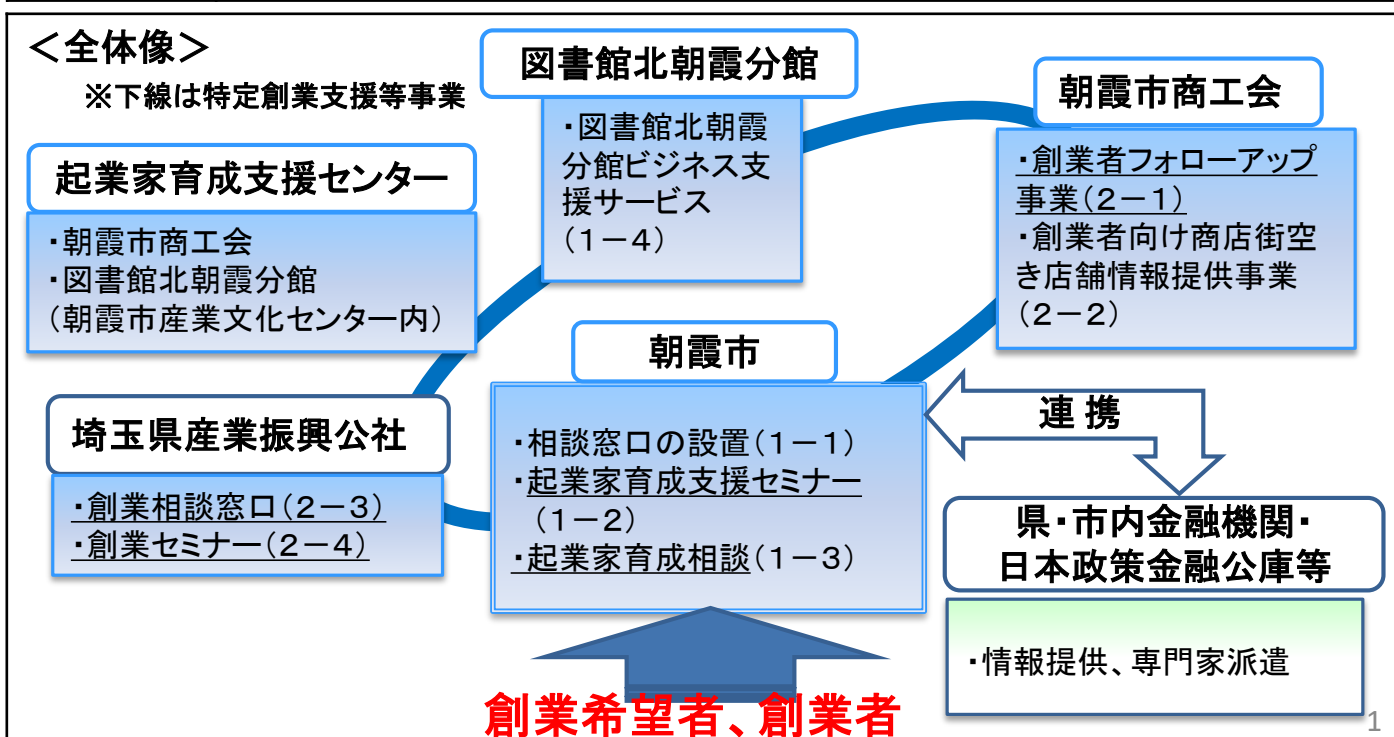 ＜全体像＞
※下線は特定創業支援等事業
図書館北朝霞分館
・図書館北朝霞
分館ビジネス支
援サービス
（１－４）
朝霞市商工会
・創業者フォローアップ
事業（２－１）
・創業者向け商店街空
き店舗情報提供事業
（２－２）
起業家育成支援センター
・朝霞市商工会
・図書館北朝霞分館
（朝霞市産業文化センター内）
朝霞市
・相談窓口の設置（１－１）
・起業家育成支援セミナー
（１－２）
・起業家育成相談（１－３）
埼玉県産業振興公社
・創業相談窓口（２－３）
・創業セミナー（２－４）
連 携
県・市内金融機関・
日本政策金融公庫等
・情報提供、専門家派遣
創業希望者、創業者
1